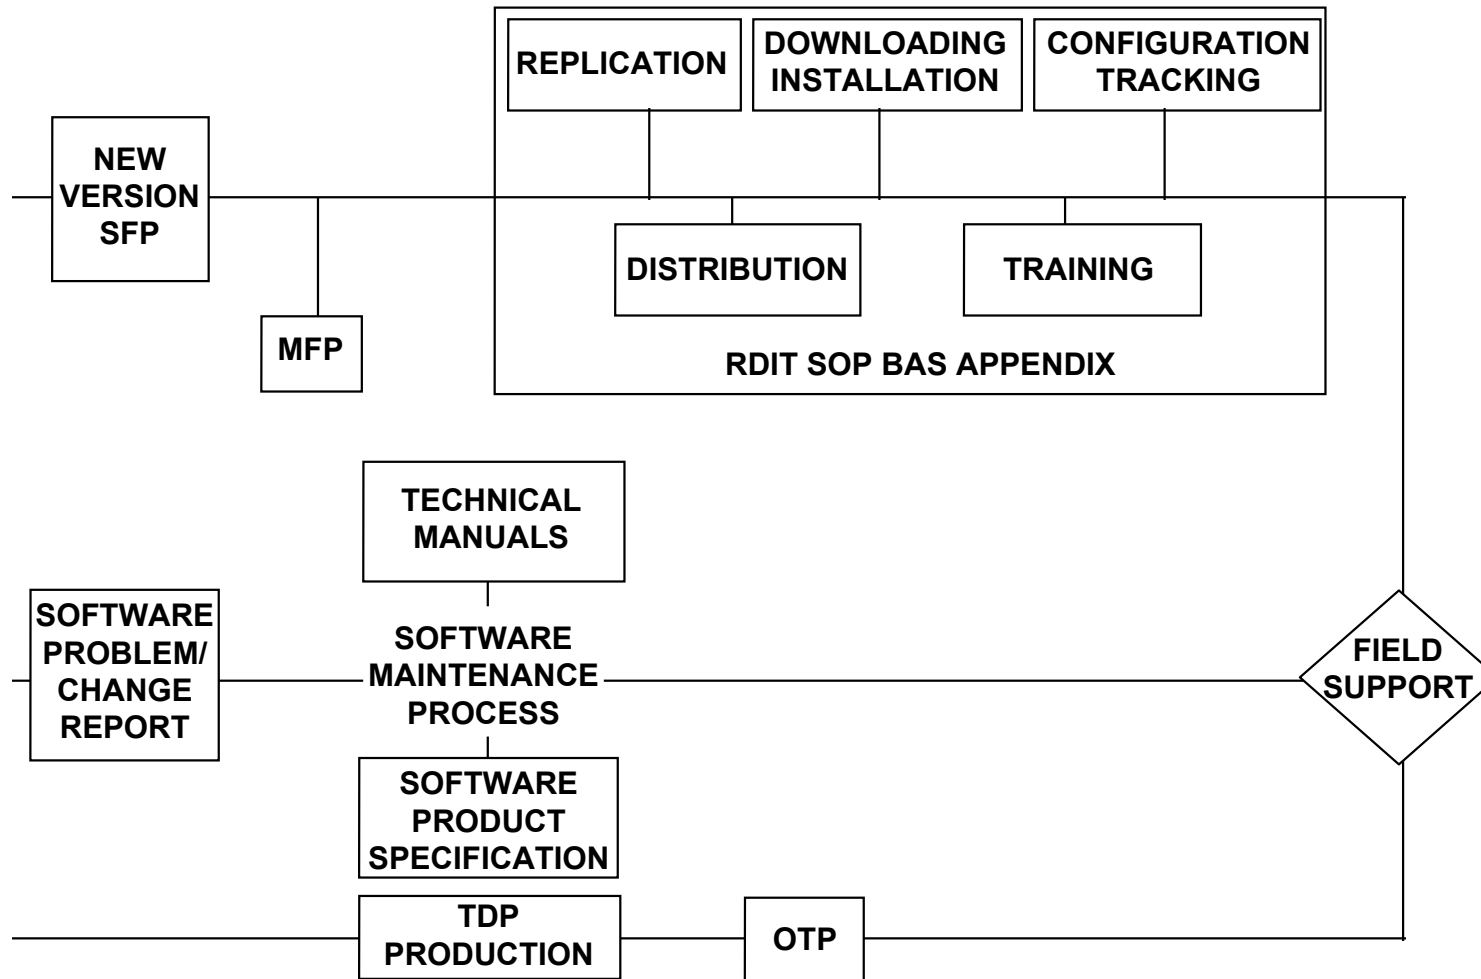 REPLICATION
DOWNLOADING
INSTALLATION
CONFIGURATION
TRACKING
NEW
VERSION
SFP
DISTRIBUTION
TRAINING
MFP
RDIT SOP BAS APPENDIX
TECHNICAL
MANUALS
SOFTWARE
PROBLEM/
CHANGE
REPORT
SOFTWARE
MAINTENANCE
PROCESS
FIELD
SUPPORT
SOFTWARE
PRODUCT
SPECIFICATION
TDP
PRODUCTION
OTP